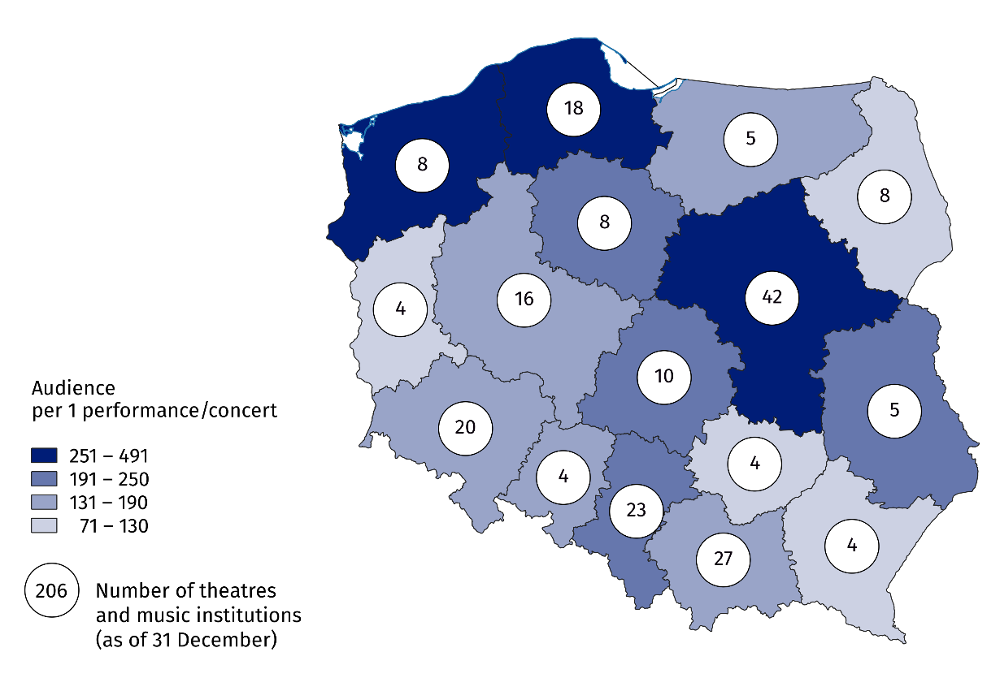 18
5
8
8
8
42
16
4
10
5
20
4
4
23
4
27
Audience
per 1 performance/concert
251 – 491
191 – 250
131 – 190
71 – 130
206
Number of theatres
and music institutions
(as of 31 December)